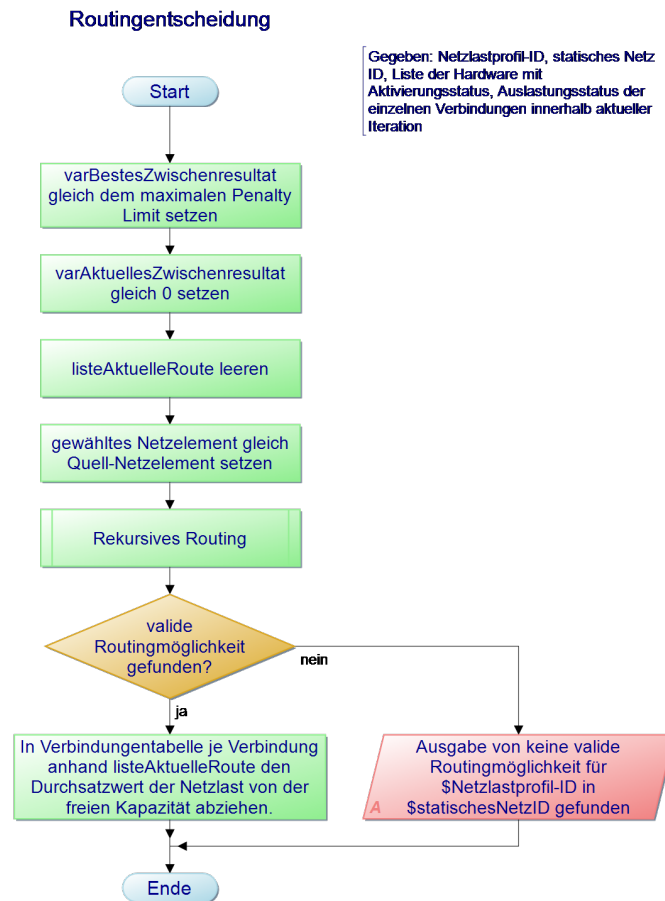 Routingentscheidung
Gegeben: Netzlastprofil-ID, statisches Netz
ID, Liste der Hardware mit
Aktivierungsstatus, Auslastungsstatus der
einzelnen Verbindungen innerhalb aktueller
Iteration
Start
varBestesZwischenresultat
gleich dem maximalen Penalty
Limit setzen
varAktuellesZwischenresultat
gleich 0 setzen
listeAktuelleRoute leeren
gewähltes Netzelement gleich
Quell-Netzelement setzen
Rekursives Routing
valide
Routingmöglichkeit
gefunden?
nein
ja
In Verbindungentabelle je Verbindung
anhand listeAktuelleRoute den
Durchsatzwert der Netzlast von der
freien Kapazität abziehen.
Ausgabe von keine valide
Routingmöglichkeit für
$Netzlastprofil-ID in
$statischesNetzID gefunden
A
Ende